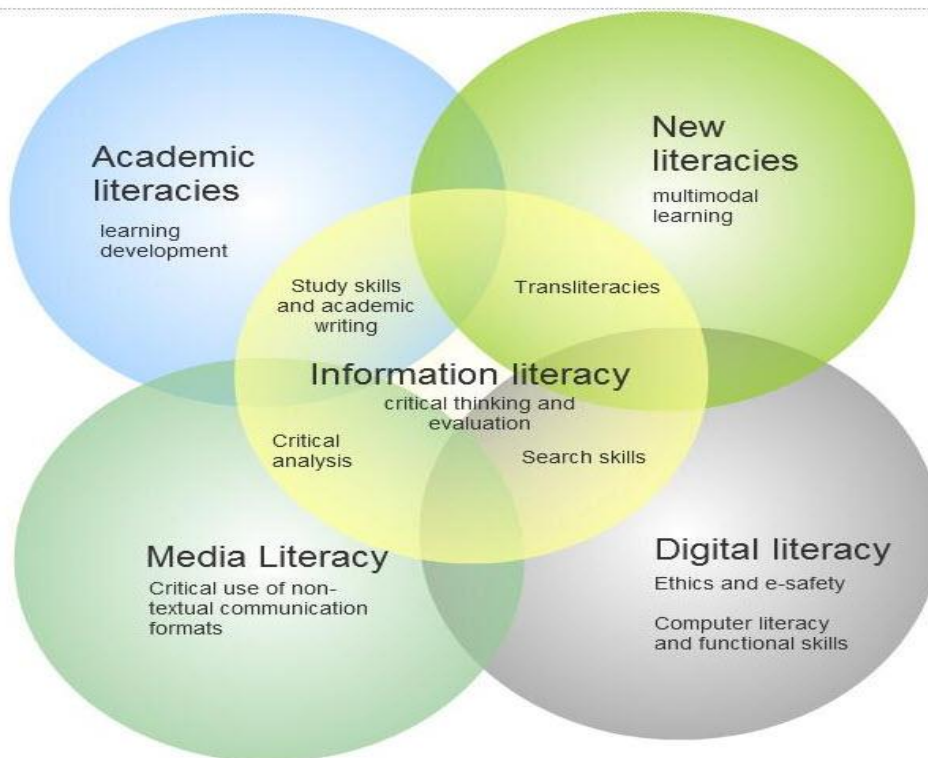 Academic
literacies
learning
development
New
literacies
multimodal
learning
Study skills
and academic
writing
Transliteracies
Information literacy
critical thinking and
evaluation
Critical
analysis
Search skills
Media Literacy
Critical use of non-
textual communication
formats
Digital literacy
Ethics and e-safety
Computer literacy
and functional skills